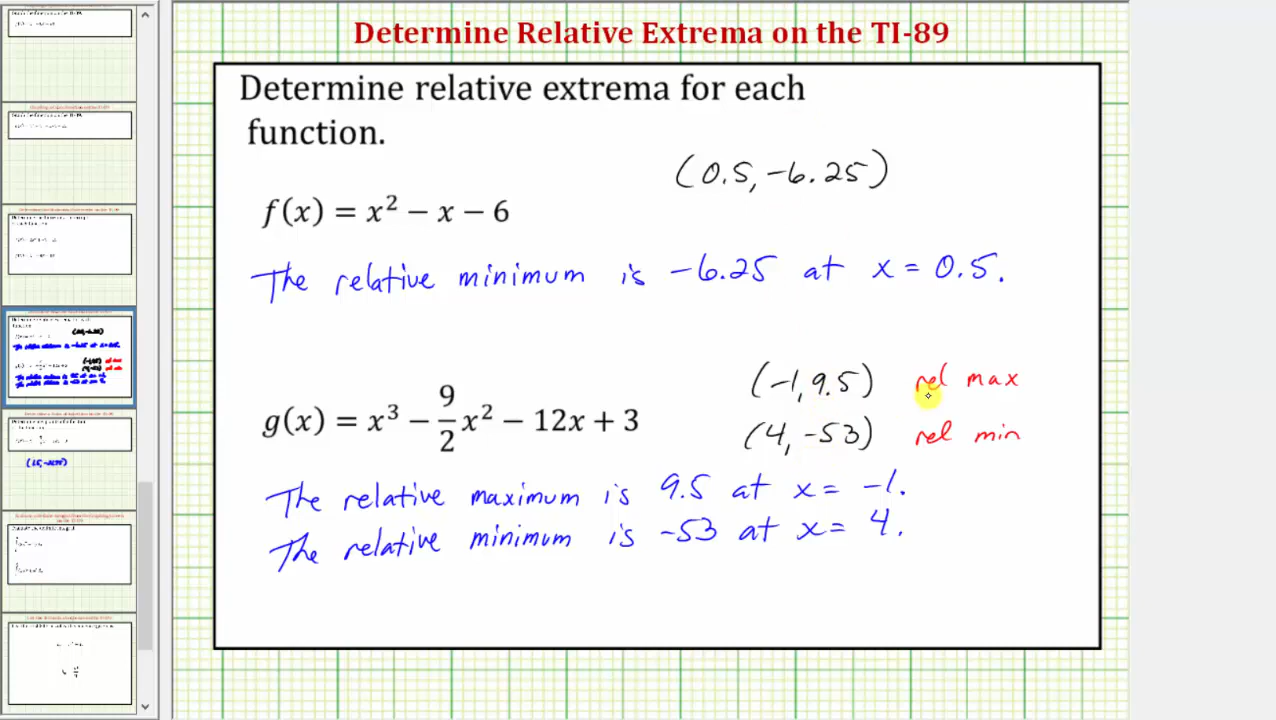 Determine Relative Extrema on the TI-89
Determine relative extrema for each
function.
(0.5, -6.25)
f(x) = x² − x − 6
The relative minimum is -6.25 at x = 0.5.
(-1, 9.5) rel max
g(x) = x³ − 9/2 x² − 12x + 3
(4, -53) rel min
The relative maximum is 9.5 at x = -1.
The relative minimum is -53 at x = 4.